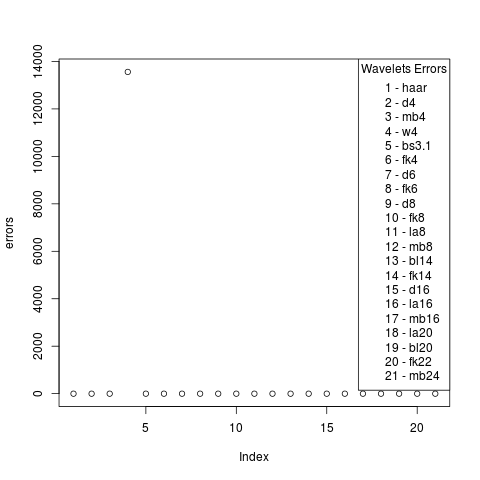 Wavelets Errors
1 - haar
2 - d4
3 - mb4
4 - w4
5 - bs3.1
6 - fk4
7 - d6
8 - fk6
9 - d8
10 - fk8
11 - la8
12 - mb8
13 - bl14
14 - fk14
15 - d16
16 - la16
17 - mb16
18 - la20
19 - bl20
20 - fk22
21 - mb24
errors
14000
12000
10000
8000
6000
4000
2000
0
5 10 15 20
Index